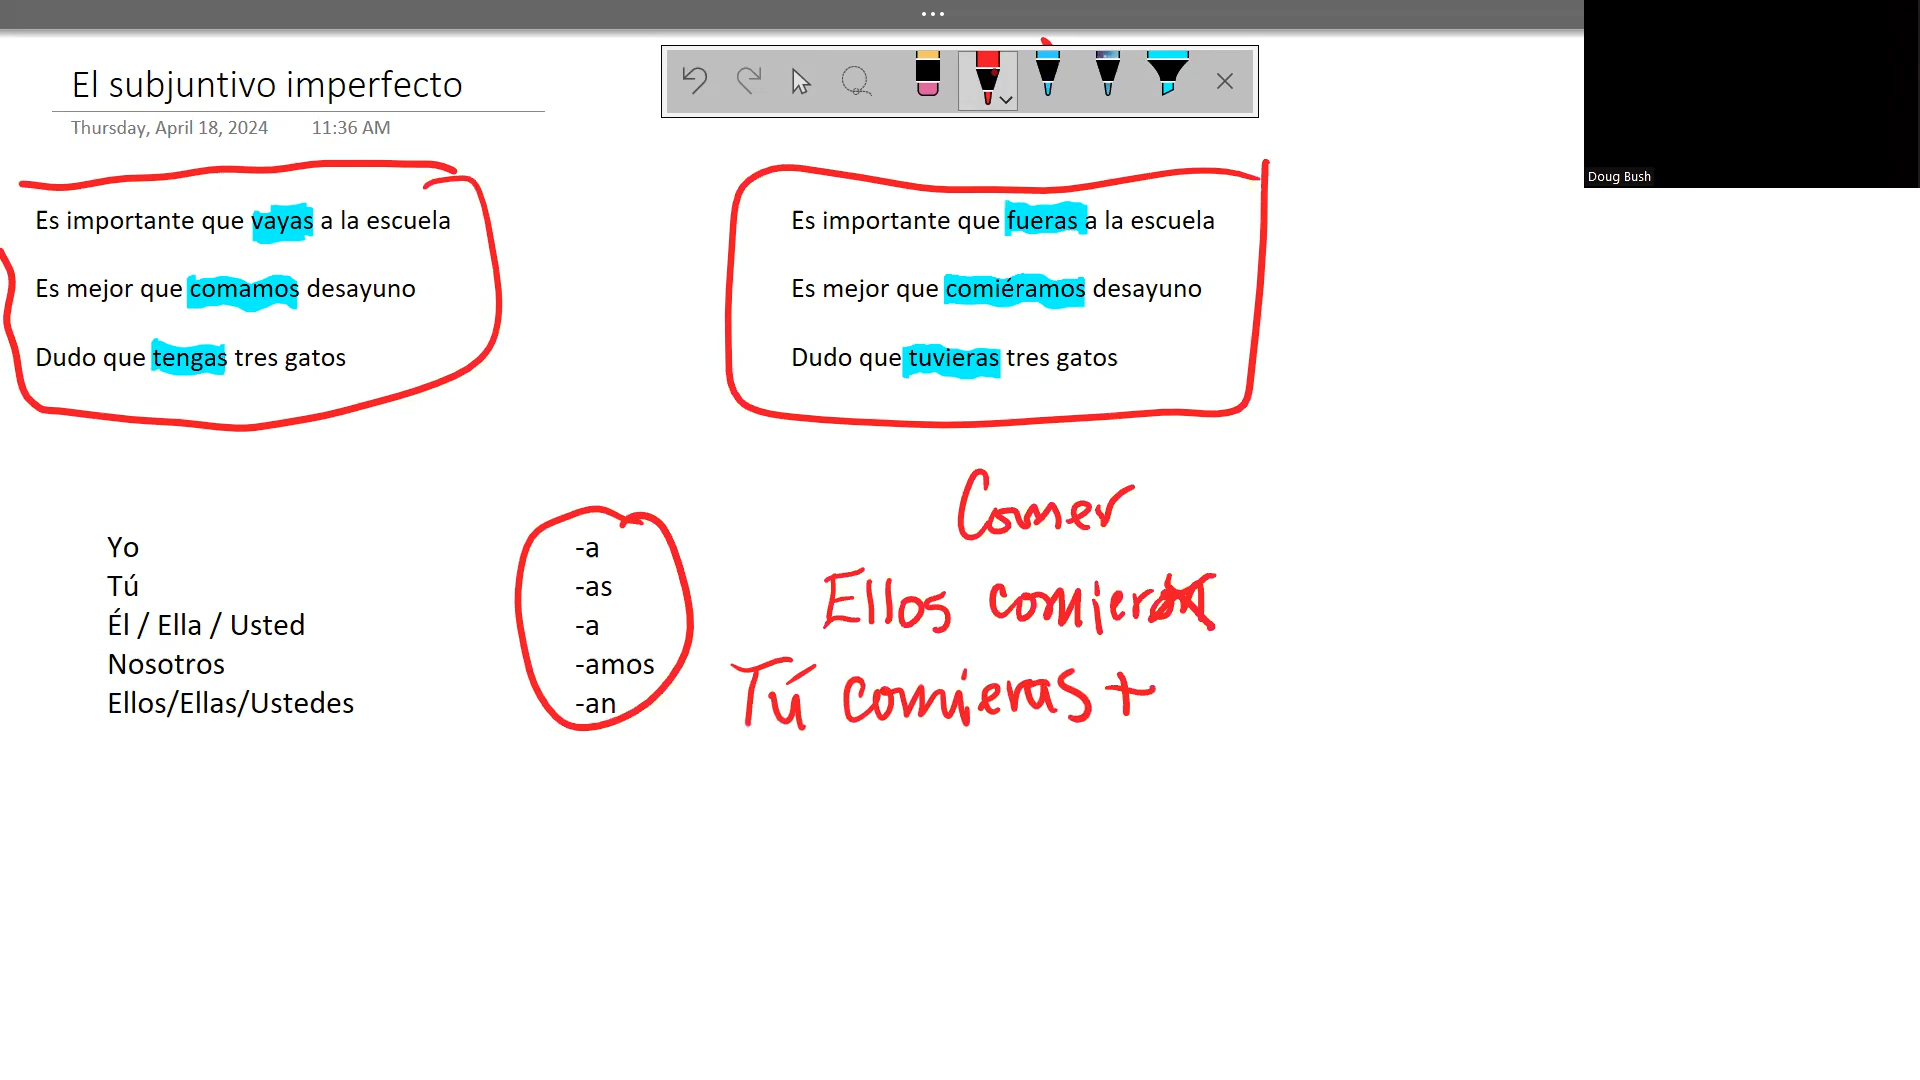 El subjuntivo imperfecto
Thursday, April 18, 2024 11:36 AM
Doug Bush
Es importante que vayas a la escuela
Es mejor que comamos desayuno
Dudo que tengas tres gatos
Es importante que fueras a la escuela
Es mejor que comiéramos desayuno
Dudo que tuvieras tres gatos
Yo -a
Tú -as
Él / Ella / Usted -a
Nosotros -amos
Ellos/Ellas/Ustedes -an
Comer
Ellos comieron
Tú comieras +